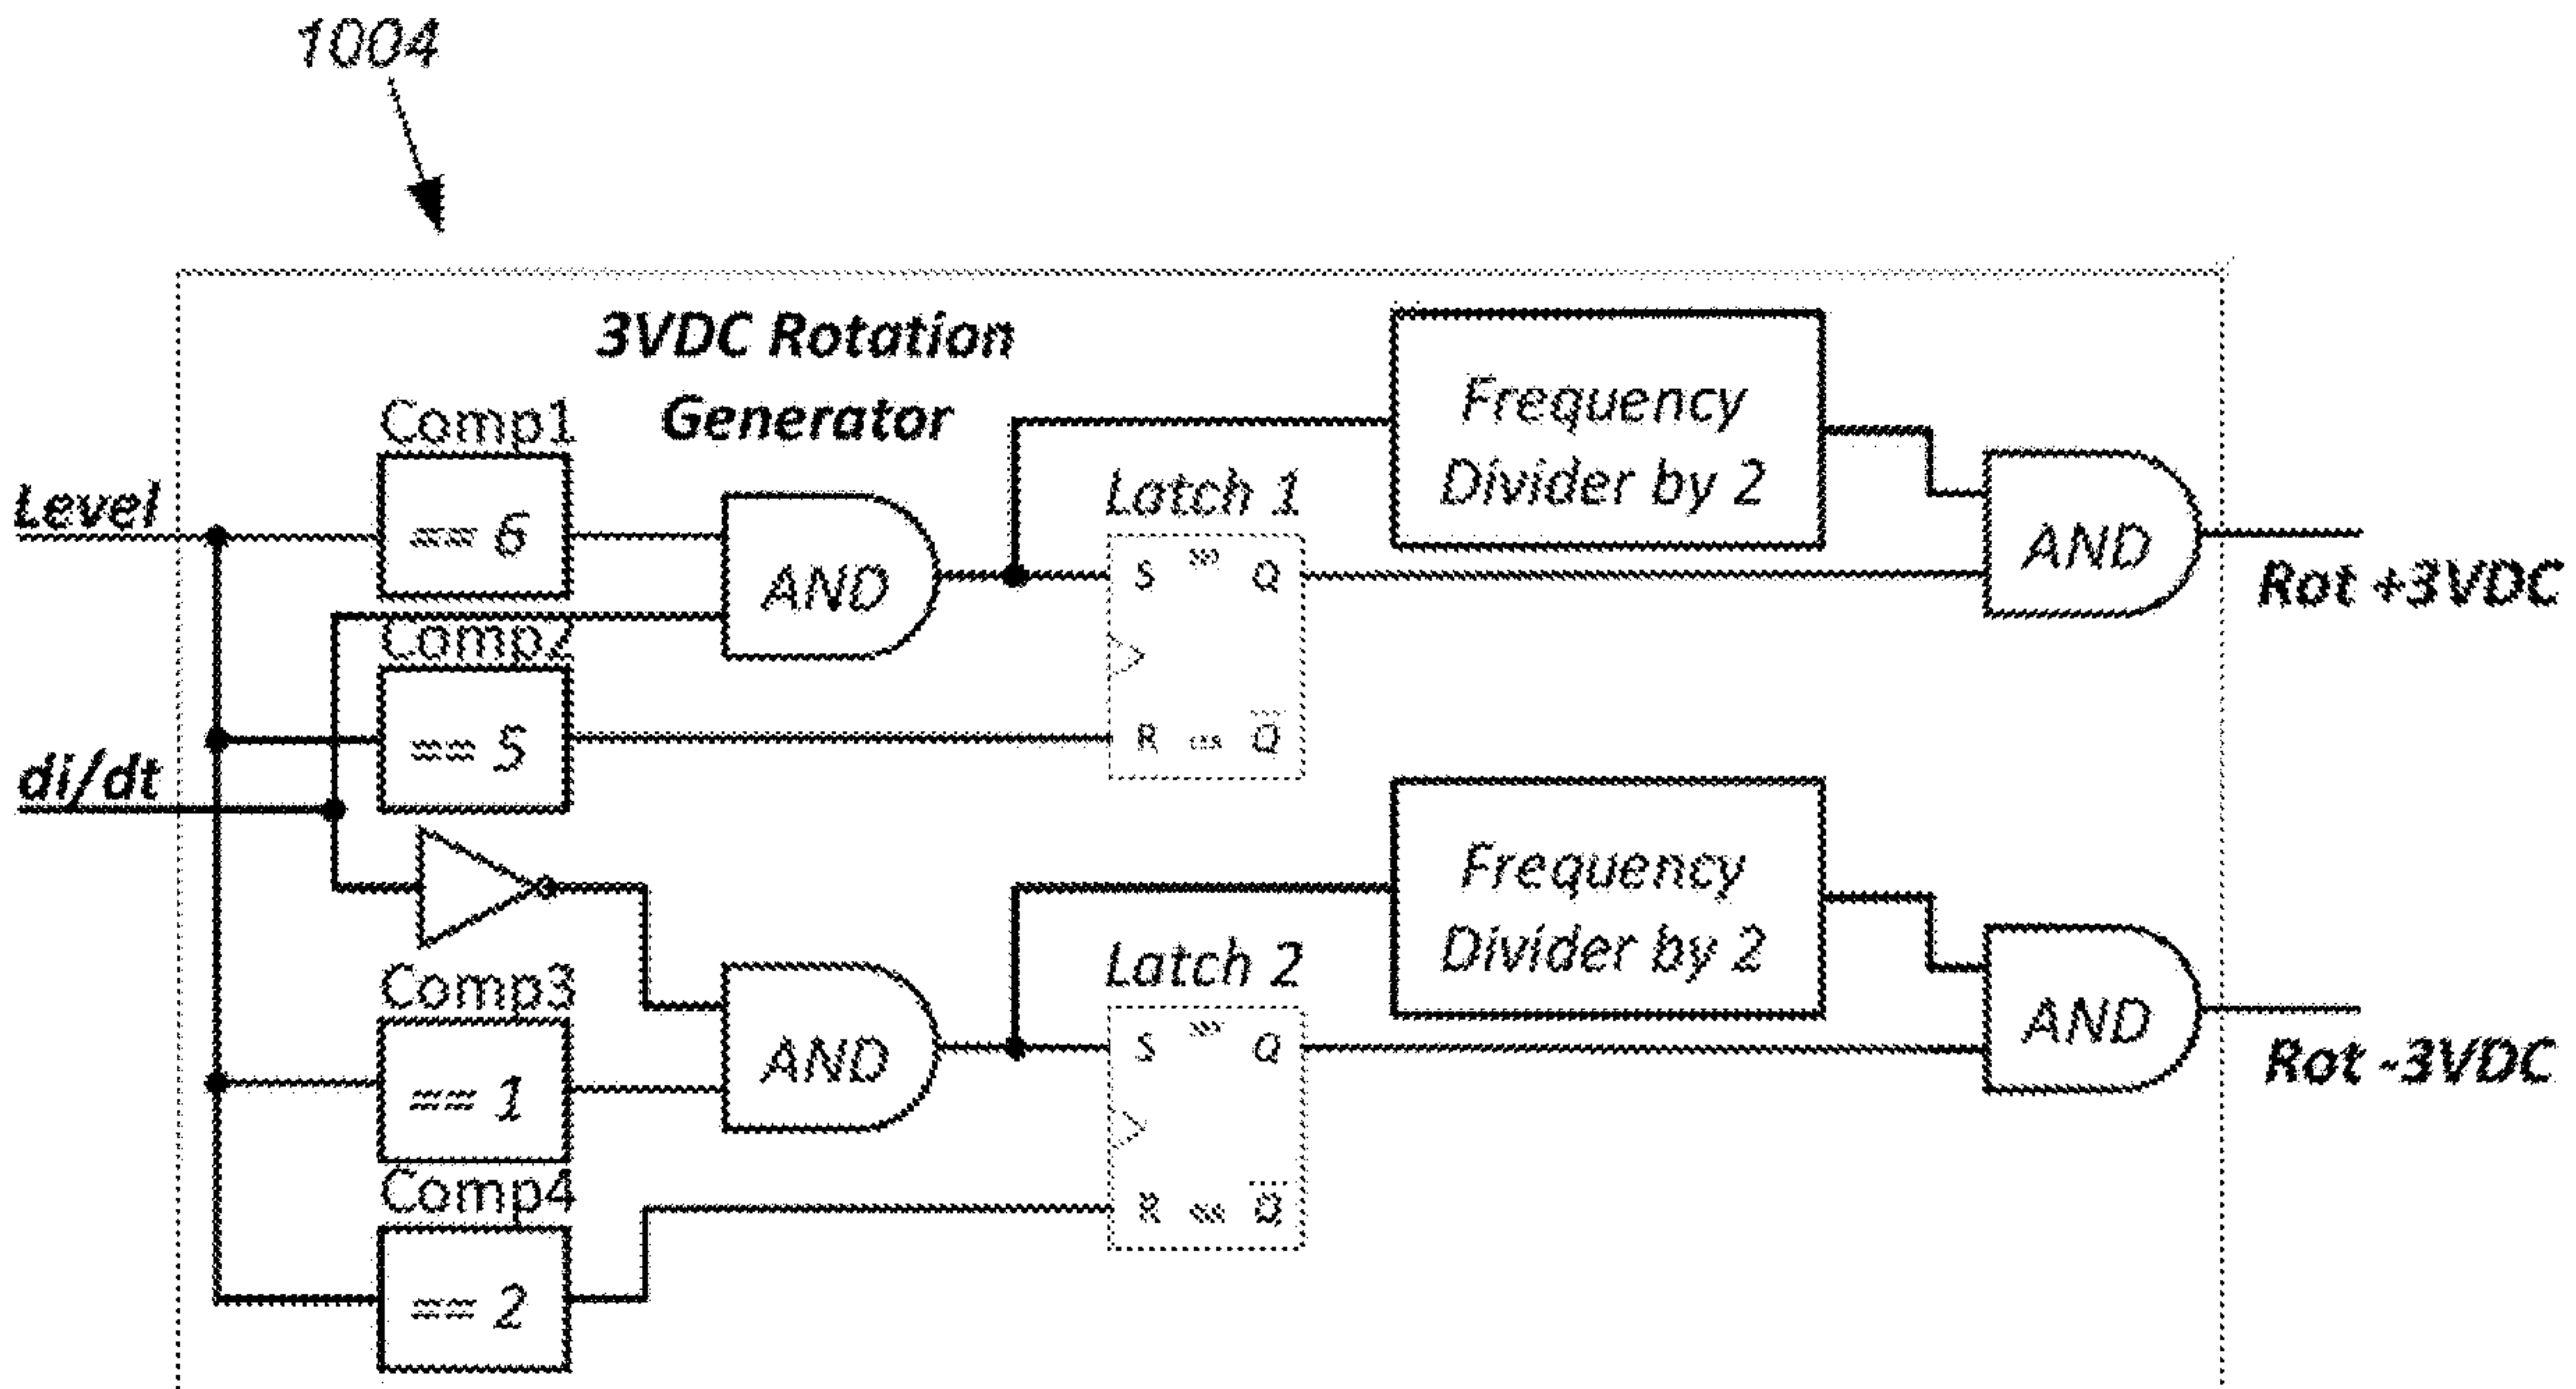 1004
3VDC Rotation
Generator
Comp1
== 6
Level
AND
Frequency
Divider by 2
Latch 1
S Q
R Q
AND
Rot +3VDC
Comp2
== 5
di/dt
Comp3
== 1
AND
Frequency
Divider by 2
Latch 2
S Q
R Q
AND
Rot -3VDC
Comp4
== 2